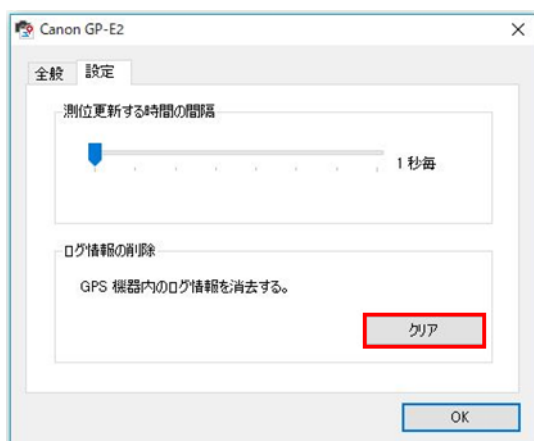 Canon GP-E2
全般 設定
測位更新する時間の間隔
1 秒毎
ログ情報の削除
GPS 機器内のログ情報を消去する。
クリア
OK